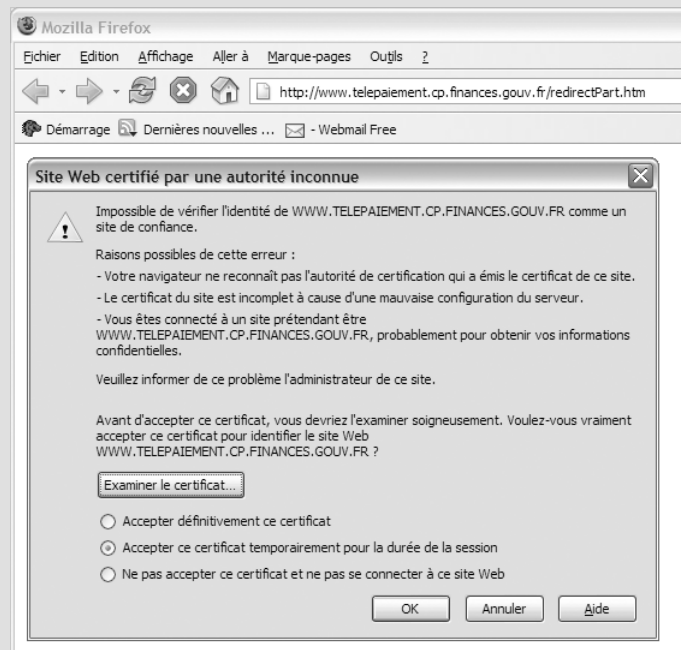 Mozilla Firefox
Fichier Edition Affichage Aller à Marque-pages Outils ?
http://www.telepaiement.cp.finances.gouv.fr/redirectPart.htm
Démarrage Dernières nouvelles ... - Webmail Free
Site Web certifié par une autorité inconnue
Impossible de vérifier l'identité de WWW.TELEPAIEMENT.CP.FINANCES.GOUV.FR comme un
site de confiance.
Raisons possibles de cette erreur :
- Votre navigateur ne reconnaît pas l'autorité de certification qui a émis le certificat de ce site.
- Le certificat du site est incomplet à cause d'une mauvaise configuration du serveur.
- Vous êtes connecté à un site prétendant être
WWW.TELEPAIEMENT.CP.FINANCES.GOUV.FR, probablement pour obtenir vos informations
confidentielles.
Veuillez informer de ce problème l'administrateur de ce site.
Avant d'accepter ce certificat, vous devriez l'examiner soigneusement. Voulez-vous vraiment
accepter ce certificat pour identifier le site Web
WWW.TELEPAIEMENT.CP.FINANCES.GOUV.FR ?
Examiner le certificat...
Accepter définitivement ce certificat
Accepter ce certificat temporairement pour la durée de la session
Ne pas accepter ce certificat et ne pas se connecter à ce site Web
OK Annuler Aide